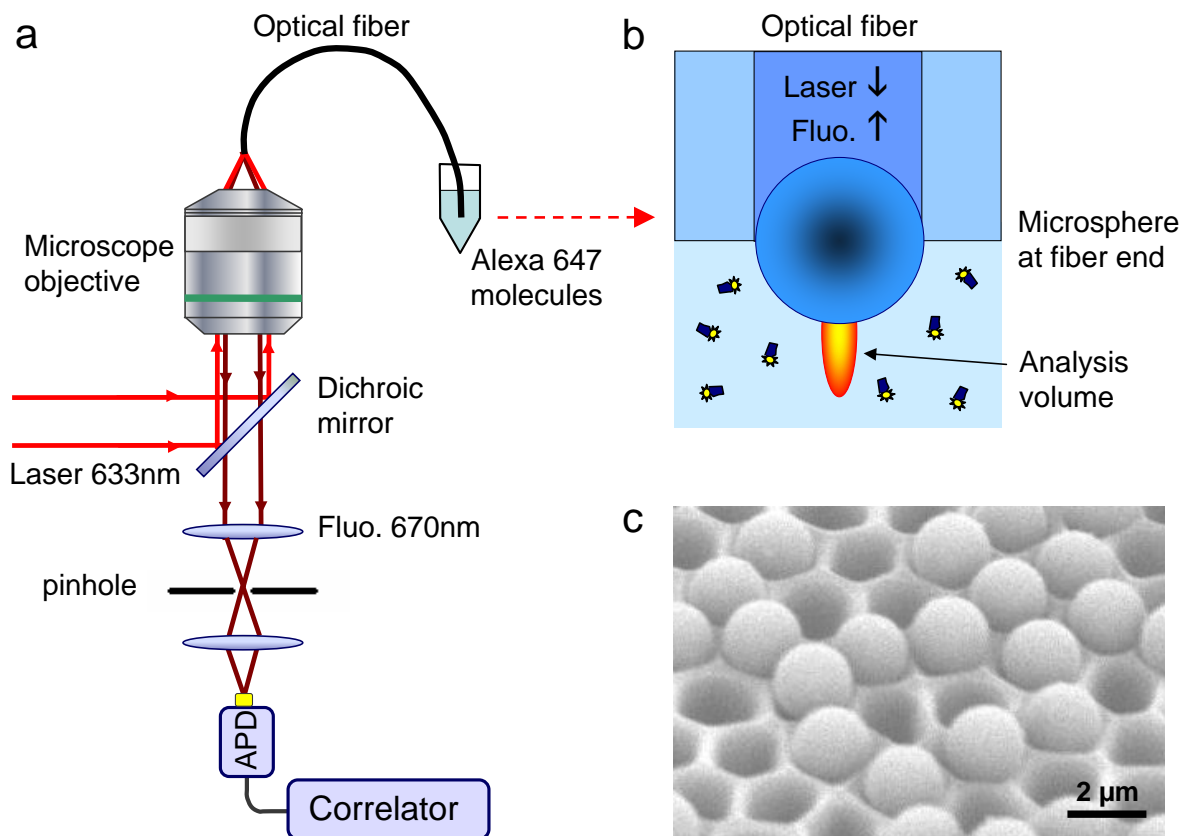 a
Optical fiber
Microscope
objective
Alexa 647
molecules
Dichroic
mirror
Laser 633nm
Fluo. 670nm
pinhole
APD
Correlator
b
Optical fiber
Laser ↓
Fluo. ↑
Microsphere
at fiber end
Analysis
volume
c
2 µm